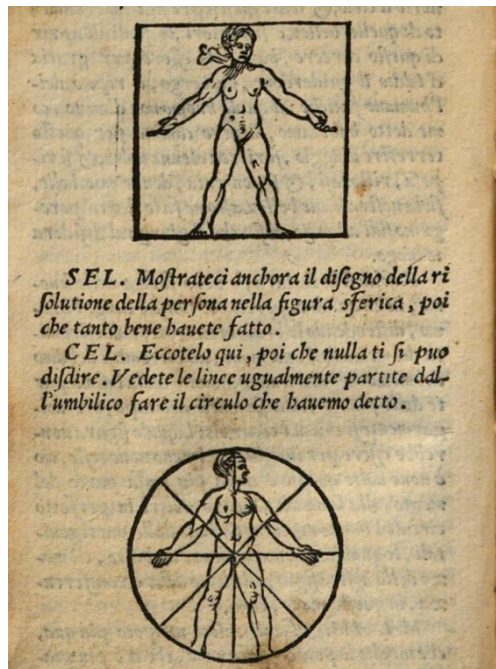 SEL. Moſtrateci anchora il diſegno della ri
ſolutione della perſona nella figura sferica, poi
che tanto bene hauete fatto.
CEL. Eccotelo qui, poi che nulla ti ſi puo
diſdire. Vedete le linee ugualmente partite dal-
l'umbilico fare il circulo che hauemo detto.